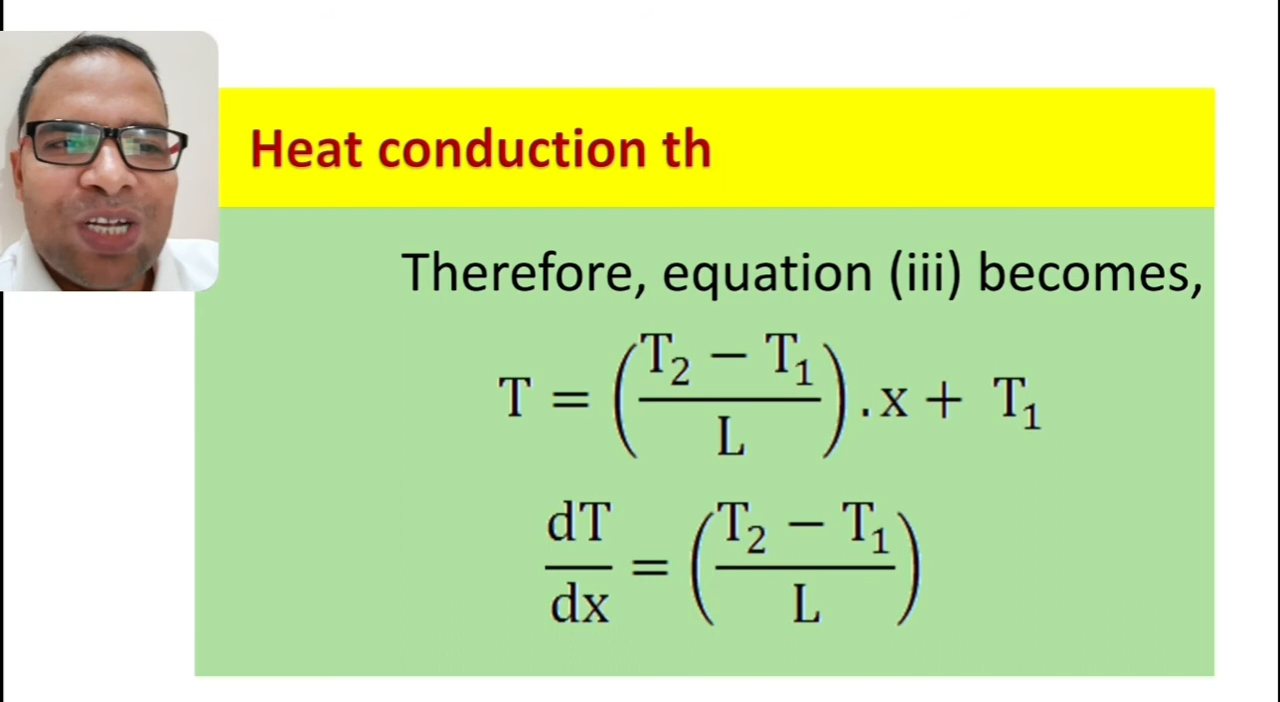 Heat conduction th
Therefore, equation (iii) becomes,
T = ( (T₂ − T₁) / L ) . x + T₁
dT/dx = ( (T₂ − T₁) / L )